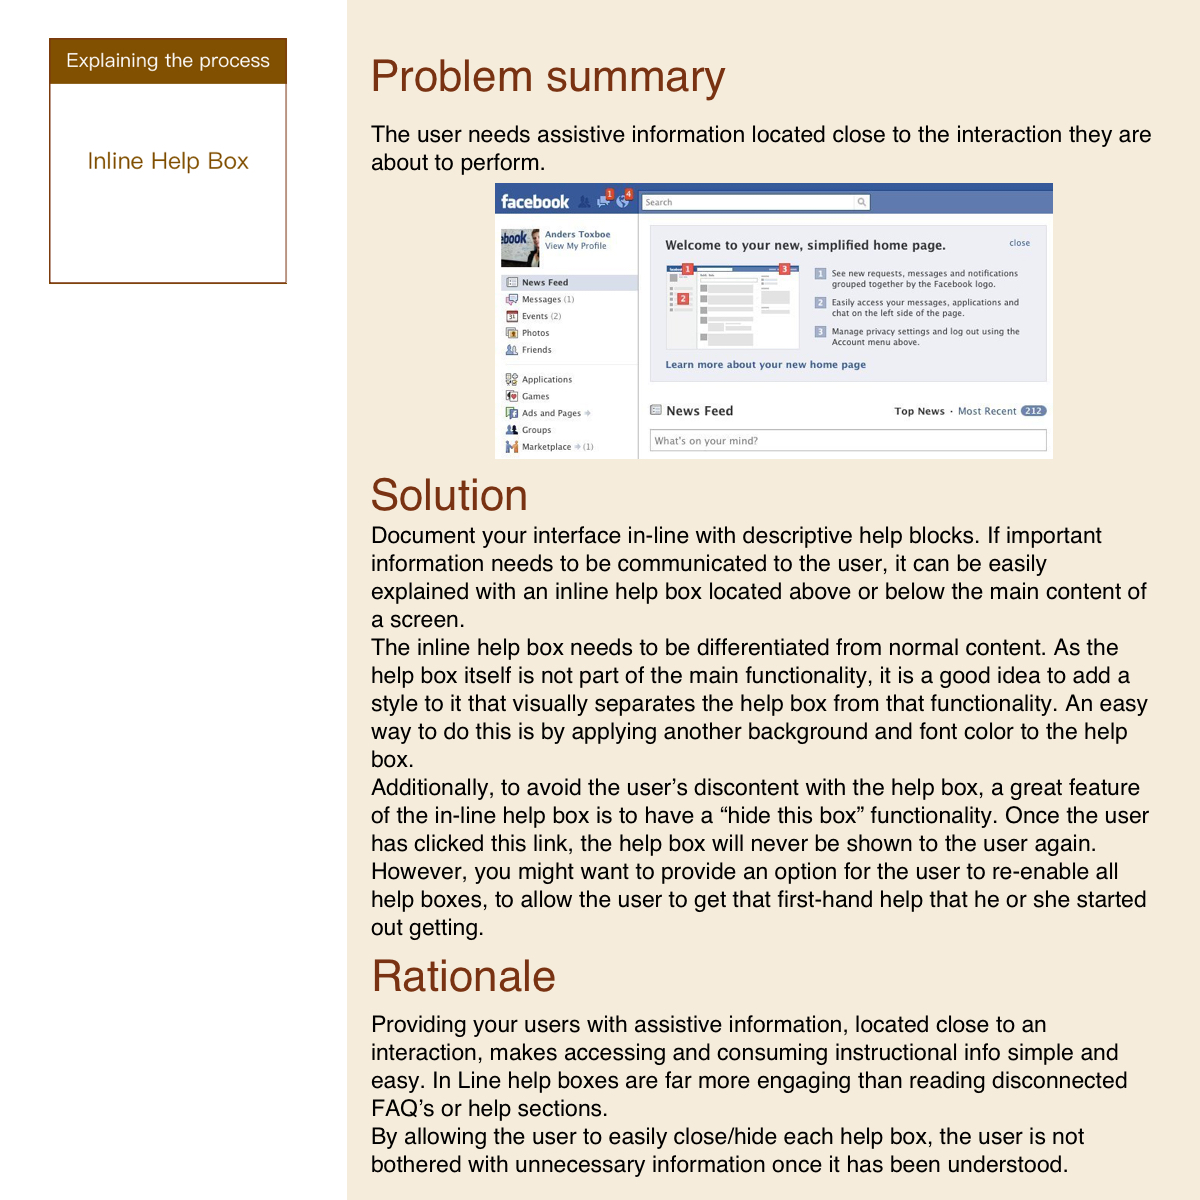 Explaining the process
Inline Help Box
Problem summary
The user needs assistive information located close to the interaction they are
about to perform.
facebook
1
4
Search
Anders Toxboe
View My Profile
News Feed
Messages (1)
31
Events (2)
Photos
Friends
Applications
Games
Ads and Pages
Groups
Marketplace (1)
Welcome to your new, simplified home page.
close
1
2
3
1 See new requests, messages and notifications
grouped together by the Facebook logo.
2 Easily access your messages, applications and
chat on the left side of the page.
3 Manage privacy settings and log out using the
Account menu above.
Learn more about your new home page
News Feed
Top News · Most Recent 212
What's on your mind?
Solution
Document your interface in-line with descriptive help blocks. If important
information needs to be communicated to the user, it can be easily
explained with an inline help box located above or below the main content of
a screen.
The inline help box needs to be differentiated from normal content. As the
help box itself is not part of the main functionality, it is a good idea to add a
style to it that visually separates the help box from that functionality. An easy
way to do this is by applying another background and font color to the help
box.
Additionally, to avoid the user’s discontent with the help box, a great feature
of the in-line help box is to have a “hide this box” functionality. Once the user
has clicked this link, the help box will never be shown to the user again.
However, you might want to provide an option for the user to re-enable all
help boxes, to allow the user to get that first-hand help that he or she started
out getting.
Rationale
Providing your users with assistive information, located close to an
interaction, makes accessing and consuming instructional info simple and
easy. In Line help boxes are far more engaging than reading disconnected
FAQ’s or help sections.
By allowing the user to easily close/hide each help box, the user is not
bothered with unnecessary information once it has been understood.